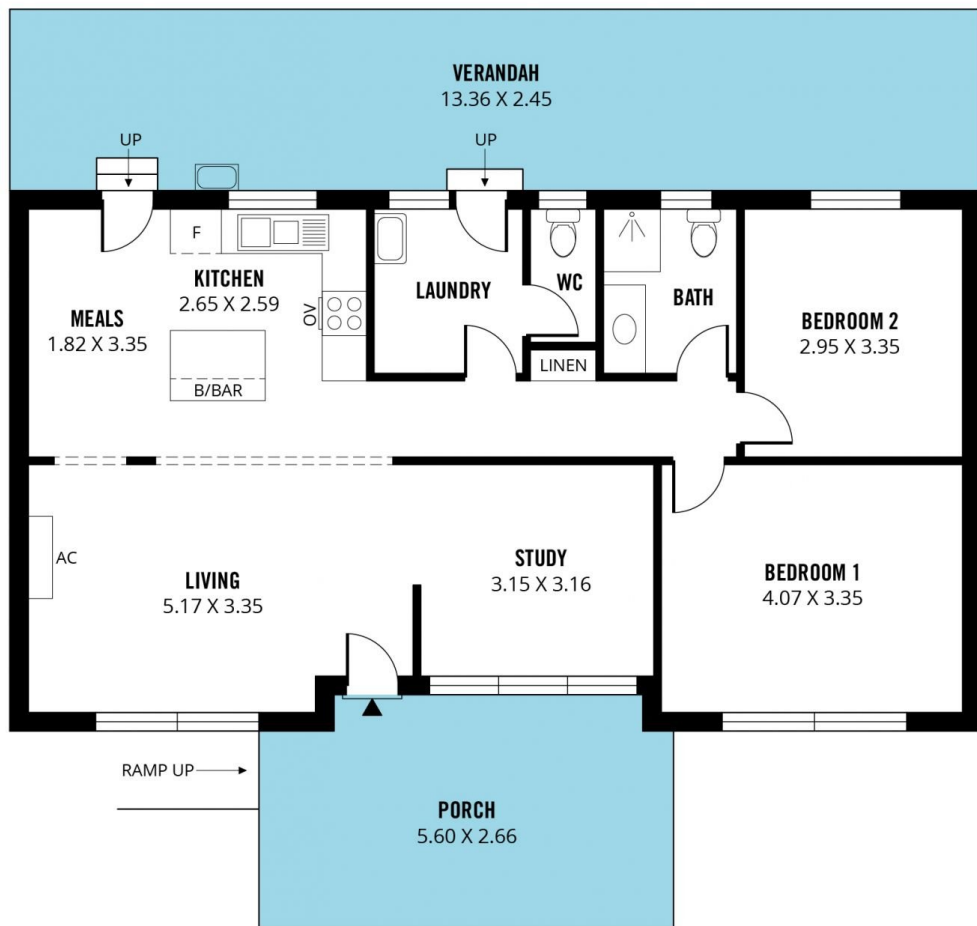 VERANDAH
13.36 X 2.45
UP
UP
F
KITCHEN
2.65 X 2.59
OV
MEALS
1.82 X 3.35
B/BAR
LAUNDRY
WC
LINEN
BATH
BEDROOM 2
2.95 X 3.35
AC
LIVING
5.17 X 3.35
STUDY
3.15 X 3.16
BEDROOM 1
4.07 X 3.35
RAMP UP
PORCH
5.60 X 2.66